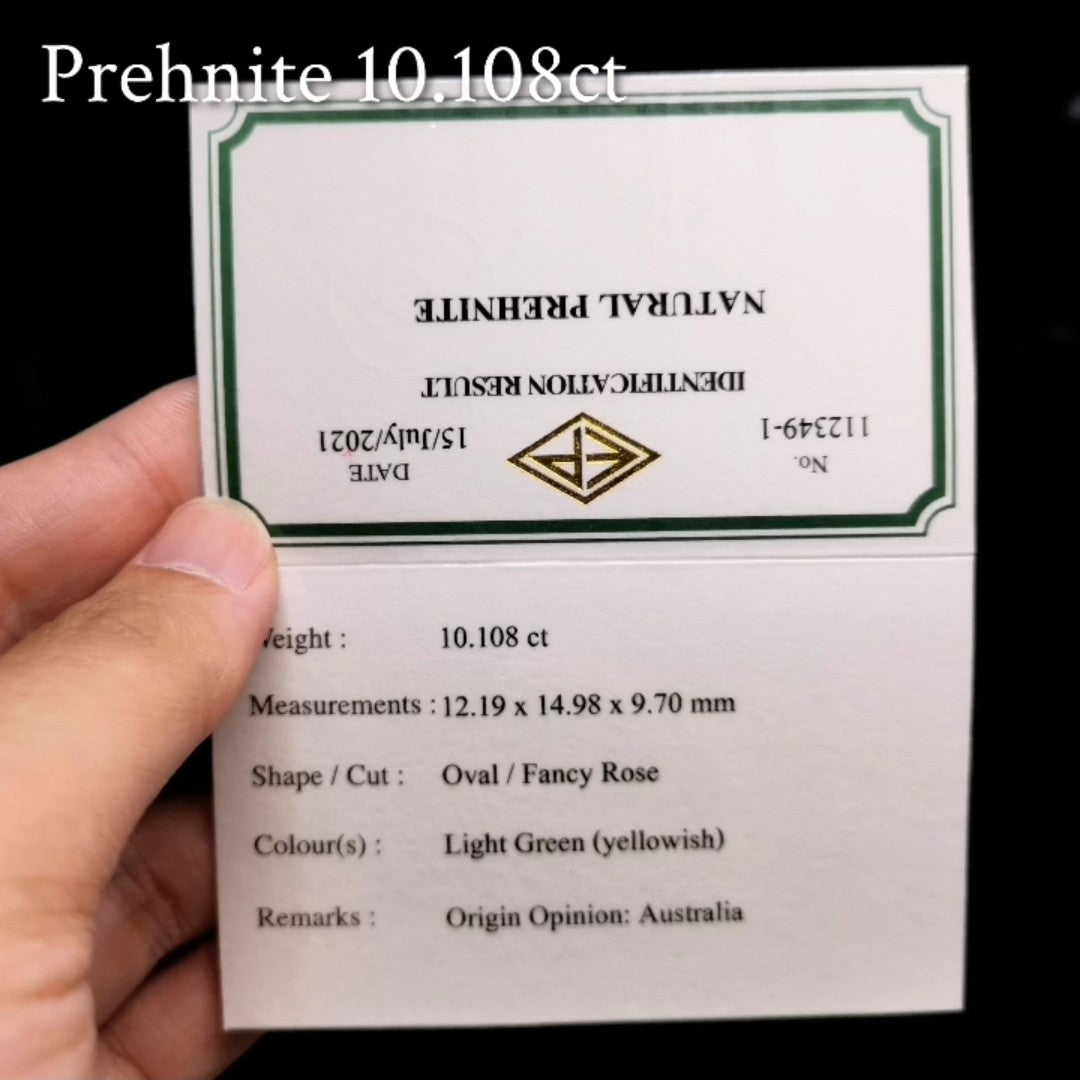 Prehnite 10.108ct
No. DATE
112349-1 15/July/2021
IDENTIFICATION RESULT
NATURAL PREHNITE
Weight : 10.108 ct
Measurements : 12.19 x 14.98 x 9.70 mm
Shape / Cut : Oval / Fancy Rose
Colour(s) : Light Green (yellowish)
Remarks : Origin Opinion: Australia